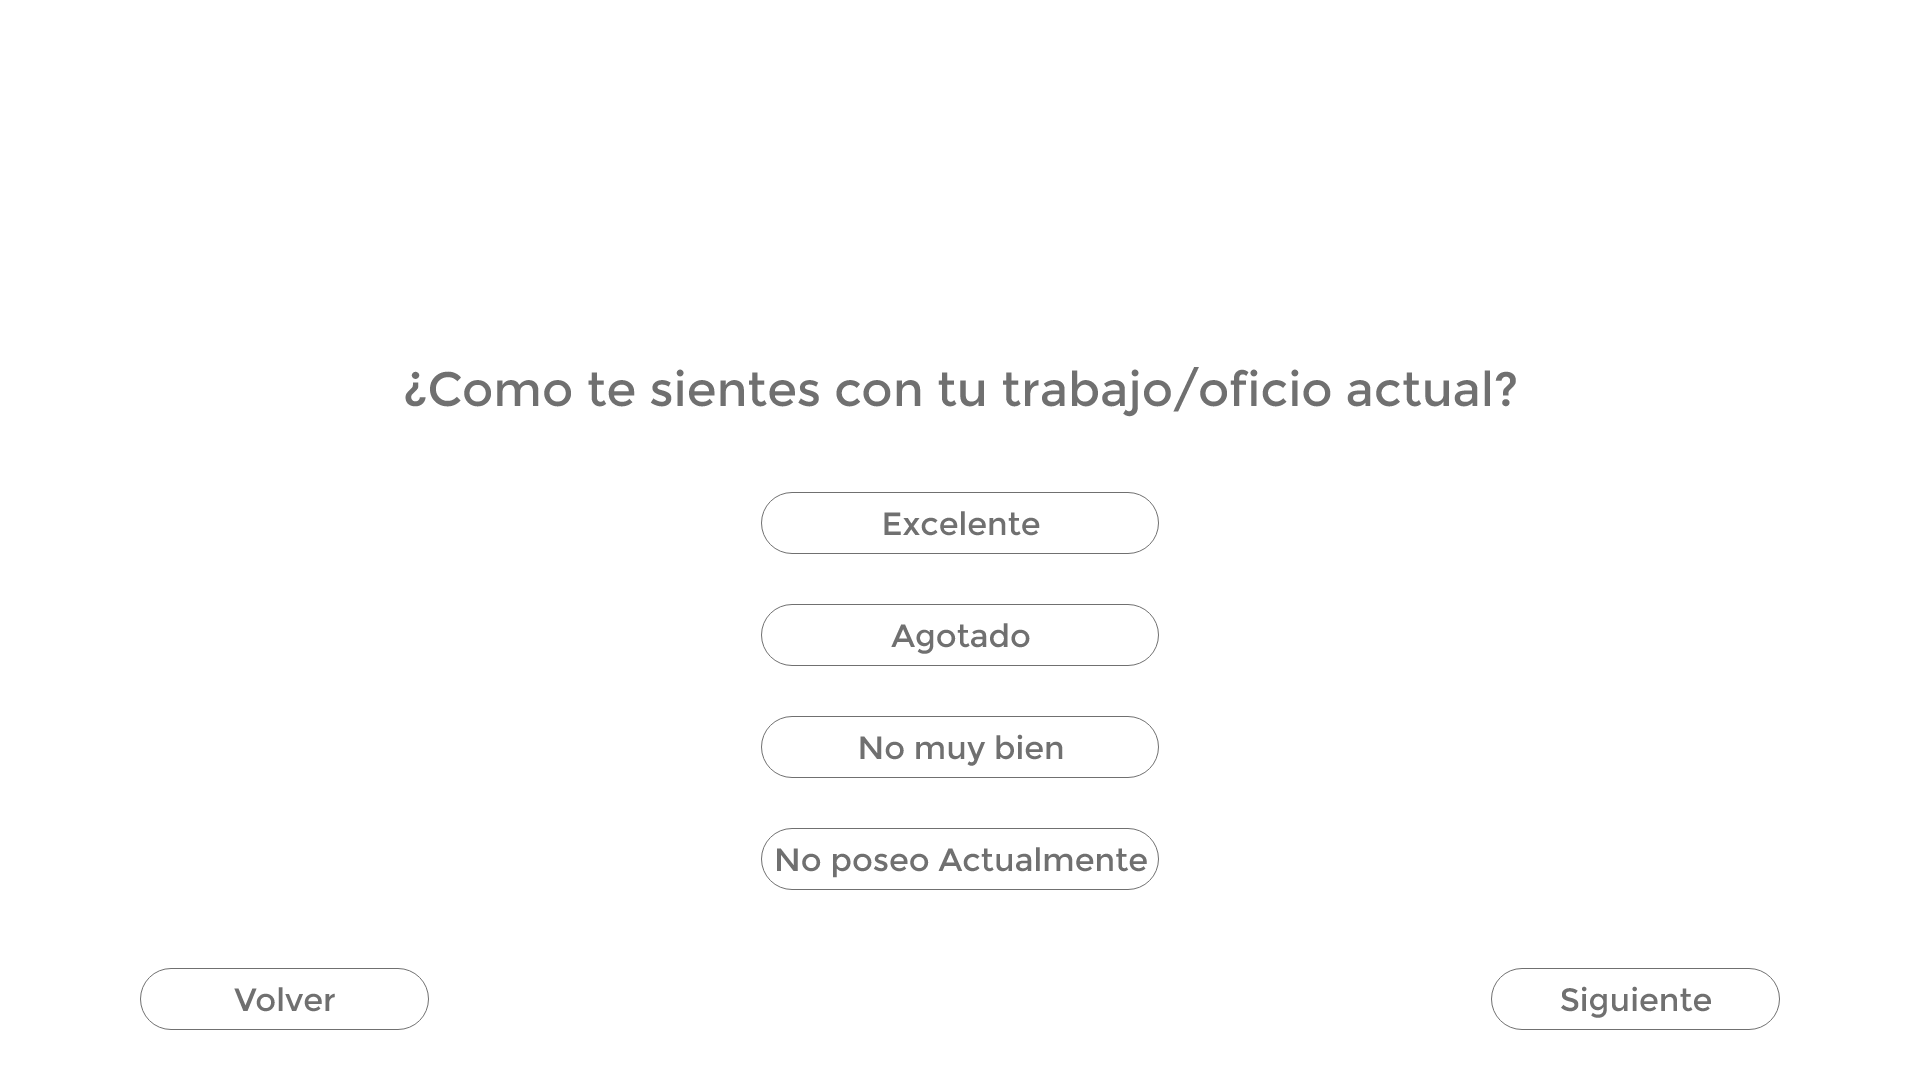 ¿Como te sientes con tu trabajo/oficio actual?
Excelente
Agotado
No muy bien
No poseo Actualmente
Volver
Siguiente